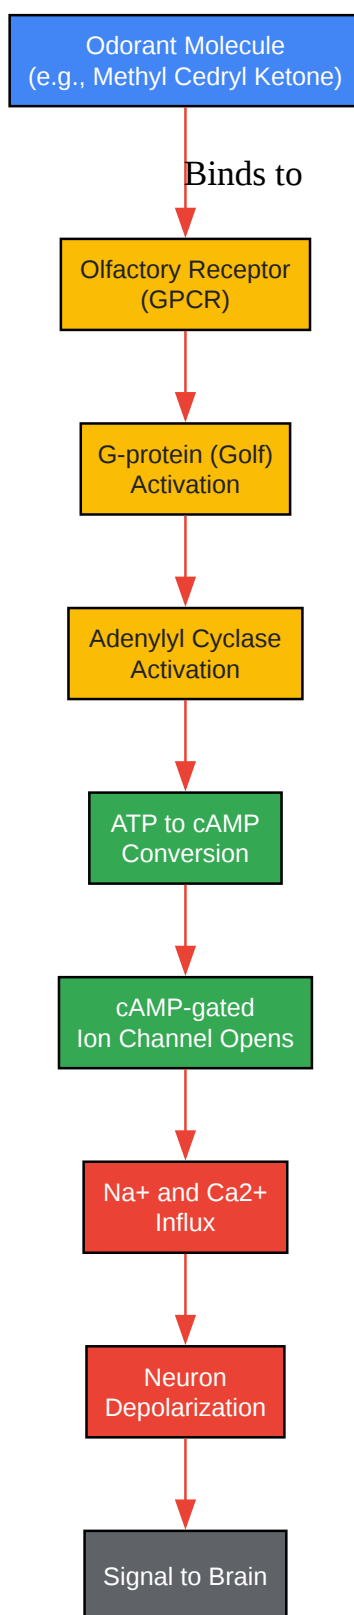 Odorant Molecule
(e.g., Methyl Cedryl Ketone)
Binds to
Olfactory Receptor
(GPCR)
G-protein (Golf)
Activation
Adenylyl Cyclase
Activation
ATP to cAMP
Conversion
cAMP-gated
Ion Channel Opens
Na+ and Ca2+
Influx
Neuron
Depolarization
Signal to Brain